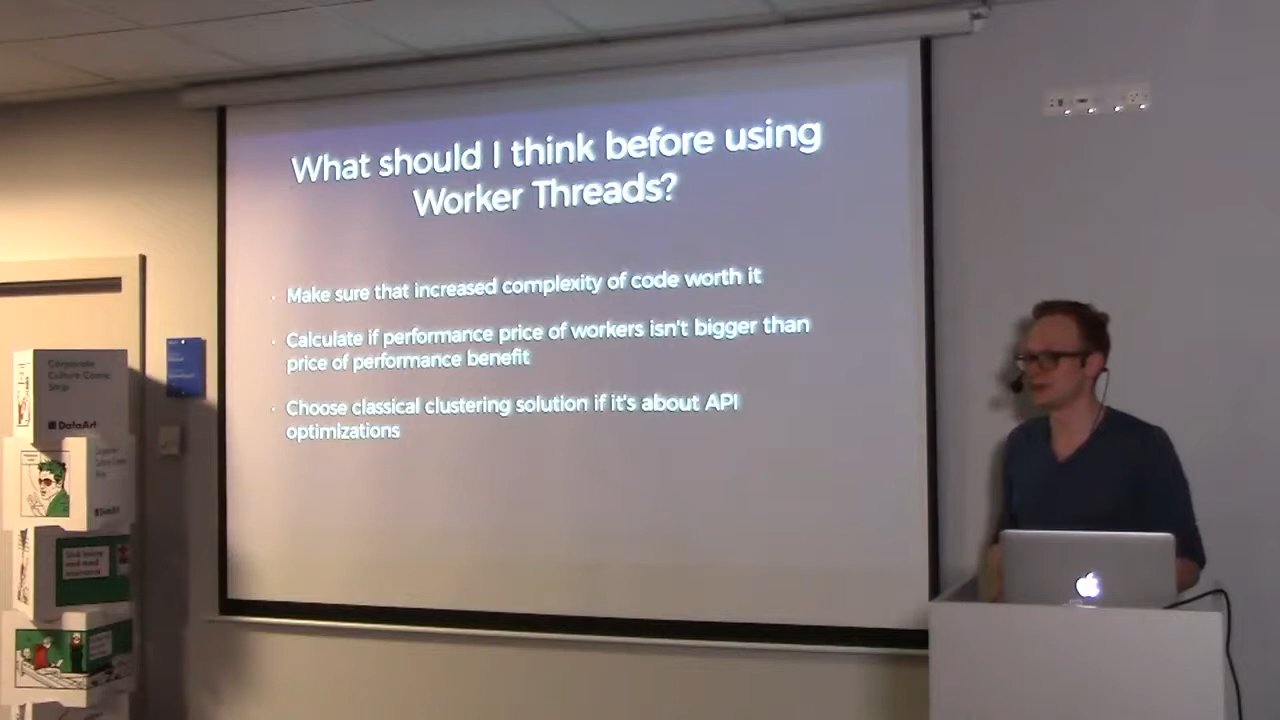 What should I think before using
Worker Threads?
· Make sure that increased complexity of code worth it
· Calculate if performance price of workers isn't bigger than
price of performance benefit
· Choose classical clustering solution if it's about API
optimizations
Corporate
Culture Comic
Strip
DataArt